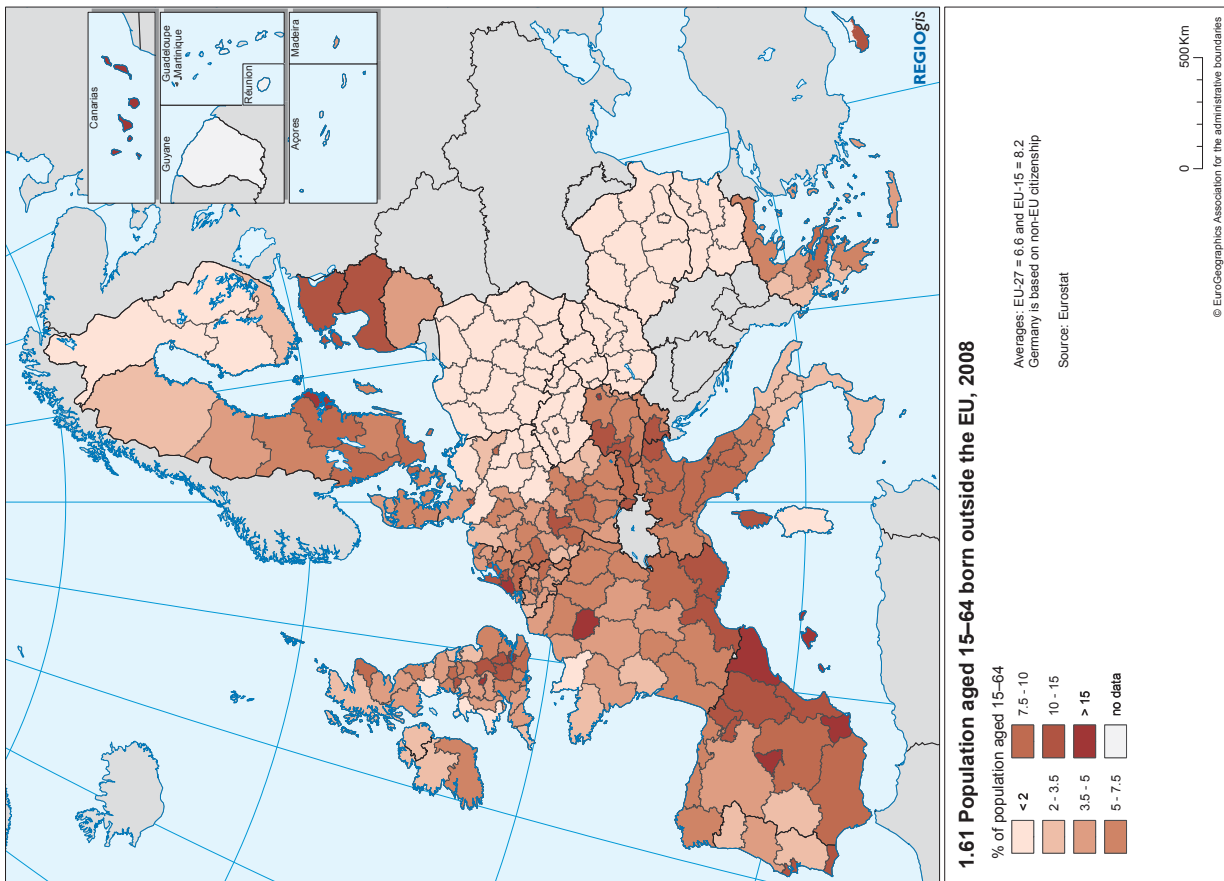 Canarias
Guyane
Guadeloupe
Martinique
Réunion
Açores
Madeira
REGIOgis
1.61 Population aged 15–64 born outside the EU, 2008
% of population aged 15–64
< 2
2 - 3.5
3.5 - 5
5 - 7.5
7.5 - 10
10 - 15
> 15
no data
Averages: EU-27 = 6.6 and EU-15 = 8.2
Germany is based on non-EU citizenship
Source: Eurostat
0 500 Km
© EuroGeographics Association for the administrative boundaries